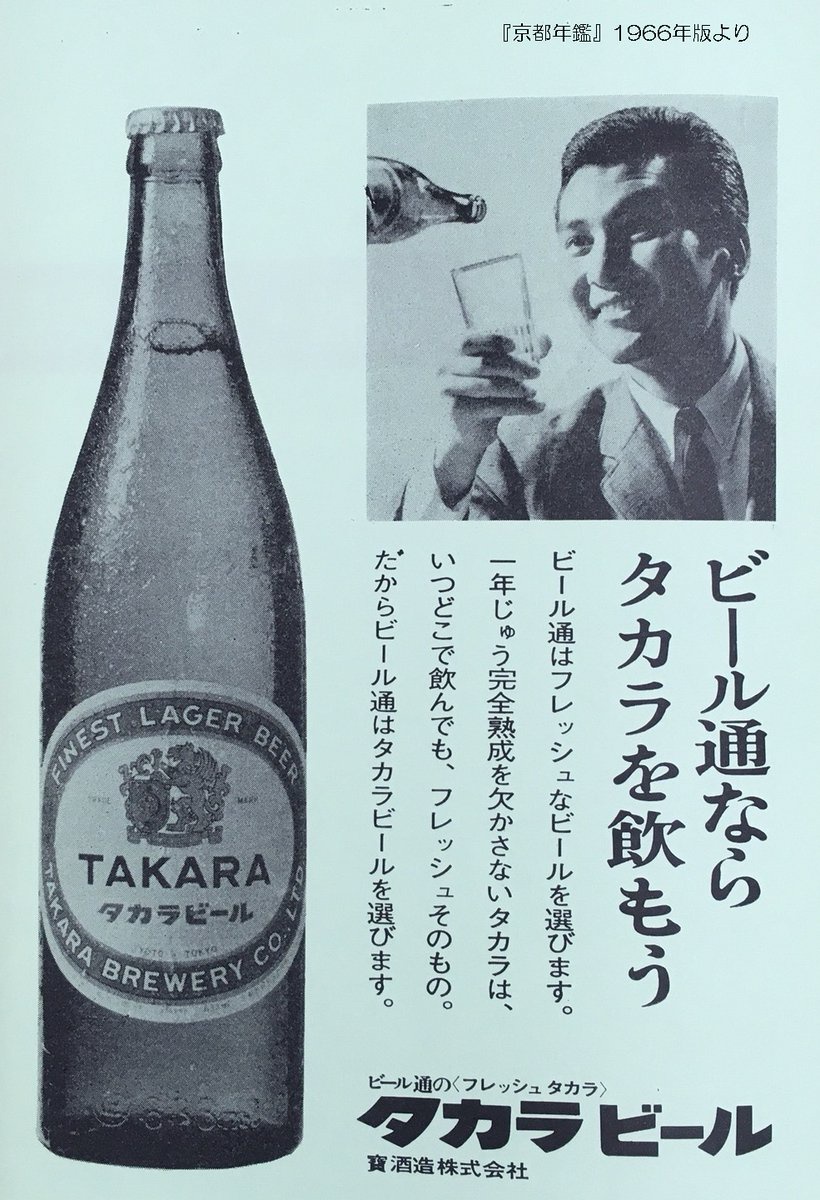 『京都年鑑』1966年版より
ビール通なら
タカラを飲もう
ビール通はフレッシュなビールを選びます。
一年じゅう完全熟成を欠かさないタカラは、
いつどこで飲んでも、フレッシュそのもの。
だからビール通はタカラビールを選びます。
FINEST LAGER BEER
TRADE MARK
TAKARA
タカラビール
TAKARA BREWERY CO., LTD.
ビール通の〈フレッシュタカラ〉
タカラビール
寳酒造株式会社